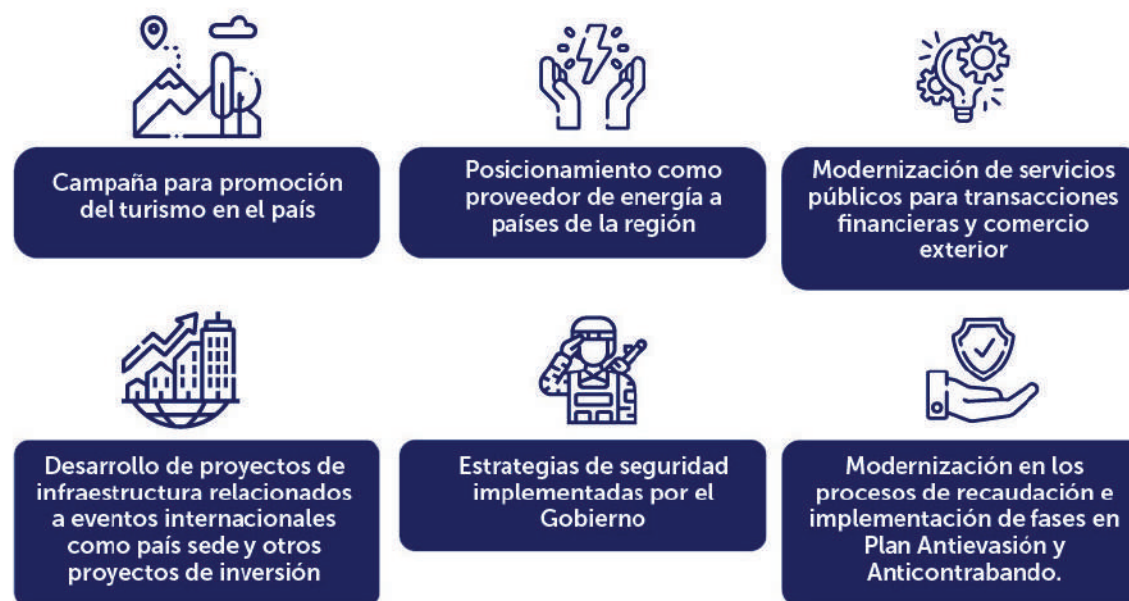 Campaña para promoción
del turismo en el país
Posicionamiento como
proveedor de energía a
países de la región
Modernización de servicios
públicos para transacciones
financieras y comercio
exterior
Desarrollo de proyectos de
infraestructura relacionados
a eventos internacionales
como país sede y otros
proyectos de inversión
Estrategias de seguridad
implementadas por el
Gobierno
Modernización en los
procesos de recaudación e
implementación de fases en
Plan Antievasión y
Anticontrabando.